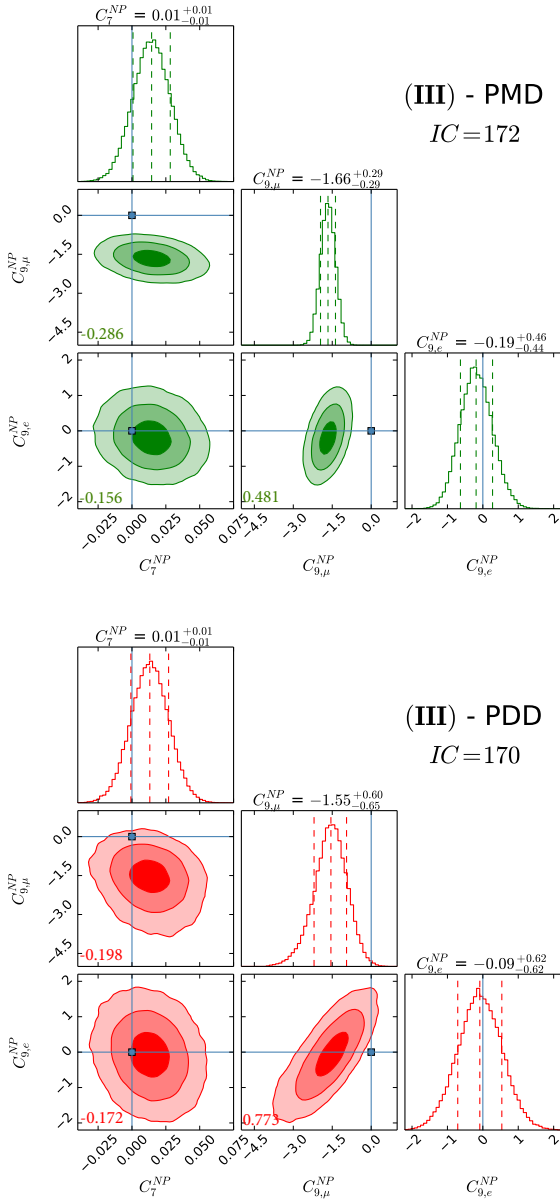 C_7^{NP} = 0.01^{+0.01}_{-0.01}
(III) - PMD
IC=172
C_{9,μ}^{NP} = −1.66^{+0.29}_{-0.29}
0.0
−1.5
−3.0
−4.5
C_{9,μ}^{NP}
-0.286
C_{9,e}^{NP} = −0.19^{+0.46}_{-0.44}
2
1
0
−1
−2
C_{9,e}^{NP}
-0.156
0.481
−0.025 0.000 0.025 0.050 0.075
−4.5 −3.0 −1.5 0.0
−2 −1 0 1 2
C_7^{NP} C_{9,μ}^{NP} C_{9,e}^{NP}
C_7^{NP} = 0.01^{+0.01}_{-0.01}
(III) - PDD
IC=170
C_{9,μ}^{NP} = −1.55^{+0.60}_{-0.65}
0.0
−1.5
−3.0
−4.5
C_{9,μ}^{NP}
-0.198
C_{9,e}^{NP} = −0.09^{+0.62}_{-0.62}
2
1
0
−1
−2
C_{9,e}^{NP}
-0.172
0.773
−0.025 0.000 0.025 0.050 0.075
−4.5 −3.0 −1.5 0.0
−2 −1 0 1 2
C_7^{NP} C_{9,μ}^{NP} C_{9,e}^{NP}